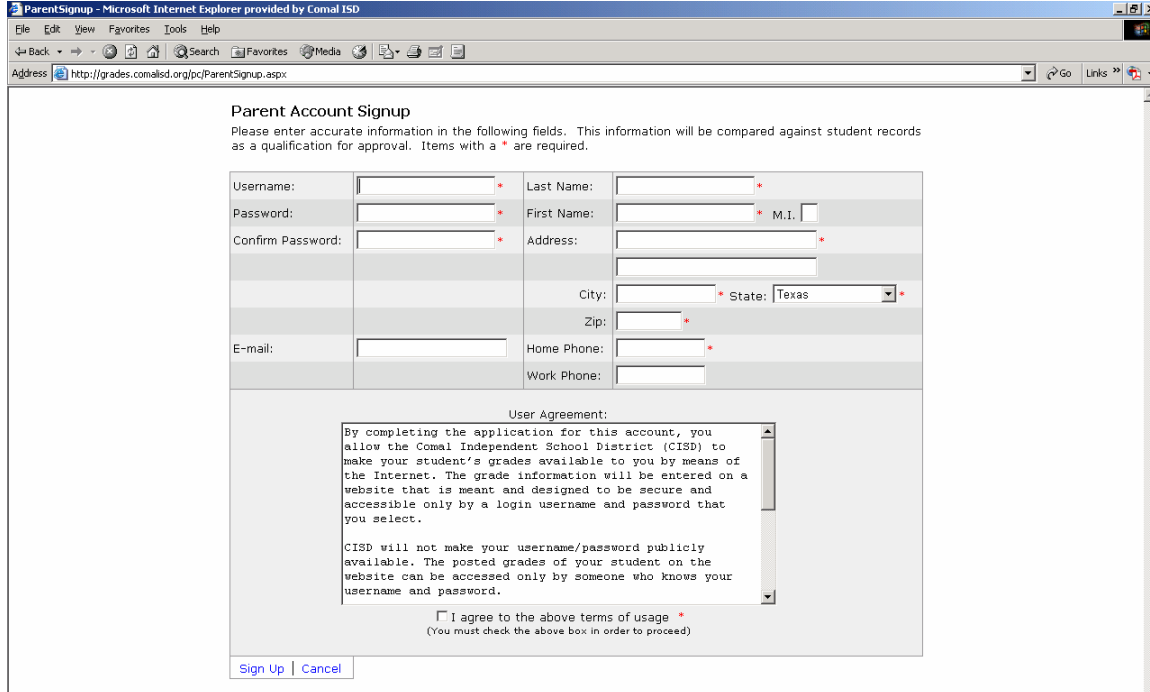 ParentSignup - Microsoft Internet Explorer provided by Comal ISD
File Edit View Favorites Tools Help
Back Search Favorites Media
Address http://grades.comalisd.org/pc/ParentSignup.aspx Go Links »
Parent Account Signup
Please enter accurate information in the following fields. This information will be compared against student records
as a qualification for approval. Items with a * are required.
Username: * Last Name: *
Password: * First Name: * M.I.
Confirm Password: * Address: *
City: * State: Texas *
Zip: *
E-mail: Home Phone: *
Work Phone:
User Agreement:
By completing the application for this account, you
allow the Comal Independent School District (CISD) to
make your student's grades available to you by means of
the Internet. The grade information will be entered on a
website that is meant and designed to be secure and
accessible only by a login username and password that
you select.
CISD will not make your username/password publicly
available. The posted grades of your student on the
website can be accessed only by someone who knows your
username and password.
I agree to the above terms of usage *
(You must check the above box in order to proceed)
Sign Up | Cancel